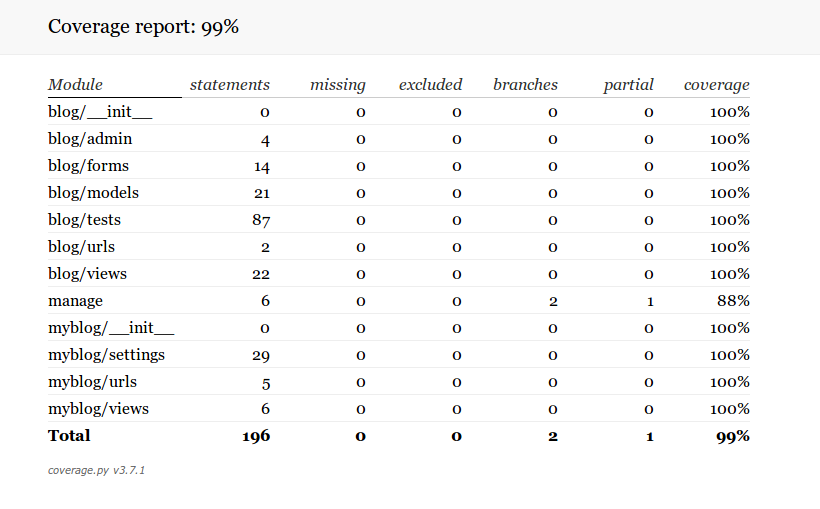 Coverage report: 99%
Module statements missing excluded branches partial coverage
blog/__init__ 0 0 0 0 0 100%
blog/admin 4 0 0 0 0 100%
blog/forms 14 0 0 0 0 100%
blog/models 21 0 0 0 0 100%
blog/tests 87 0 0 0 0 100%
blog/urls 2 0 0 0 0 100%
blog/views 22 0 0 0 0 100%
manage 6 0 0 2 1 88%
myblog/__init__ 0 0 0 0 0 100%
myblog/settings 29 0 0 0 0 100%
myblog/urls 5 0 0 0 0 100%
myblog/views 6 0 0 0 0 100%
Total 196 0 0 2 1 99%
coverage.py v3.7.1